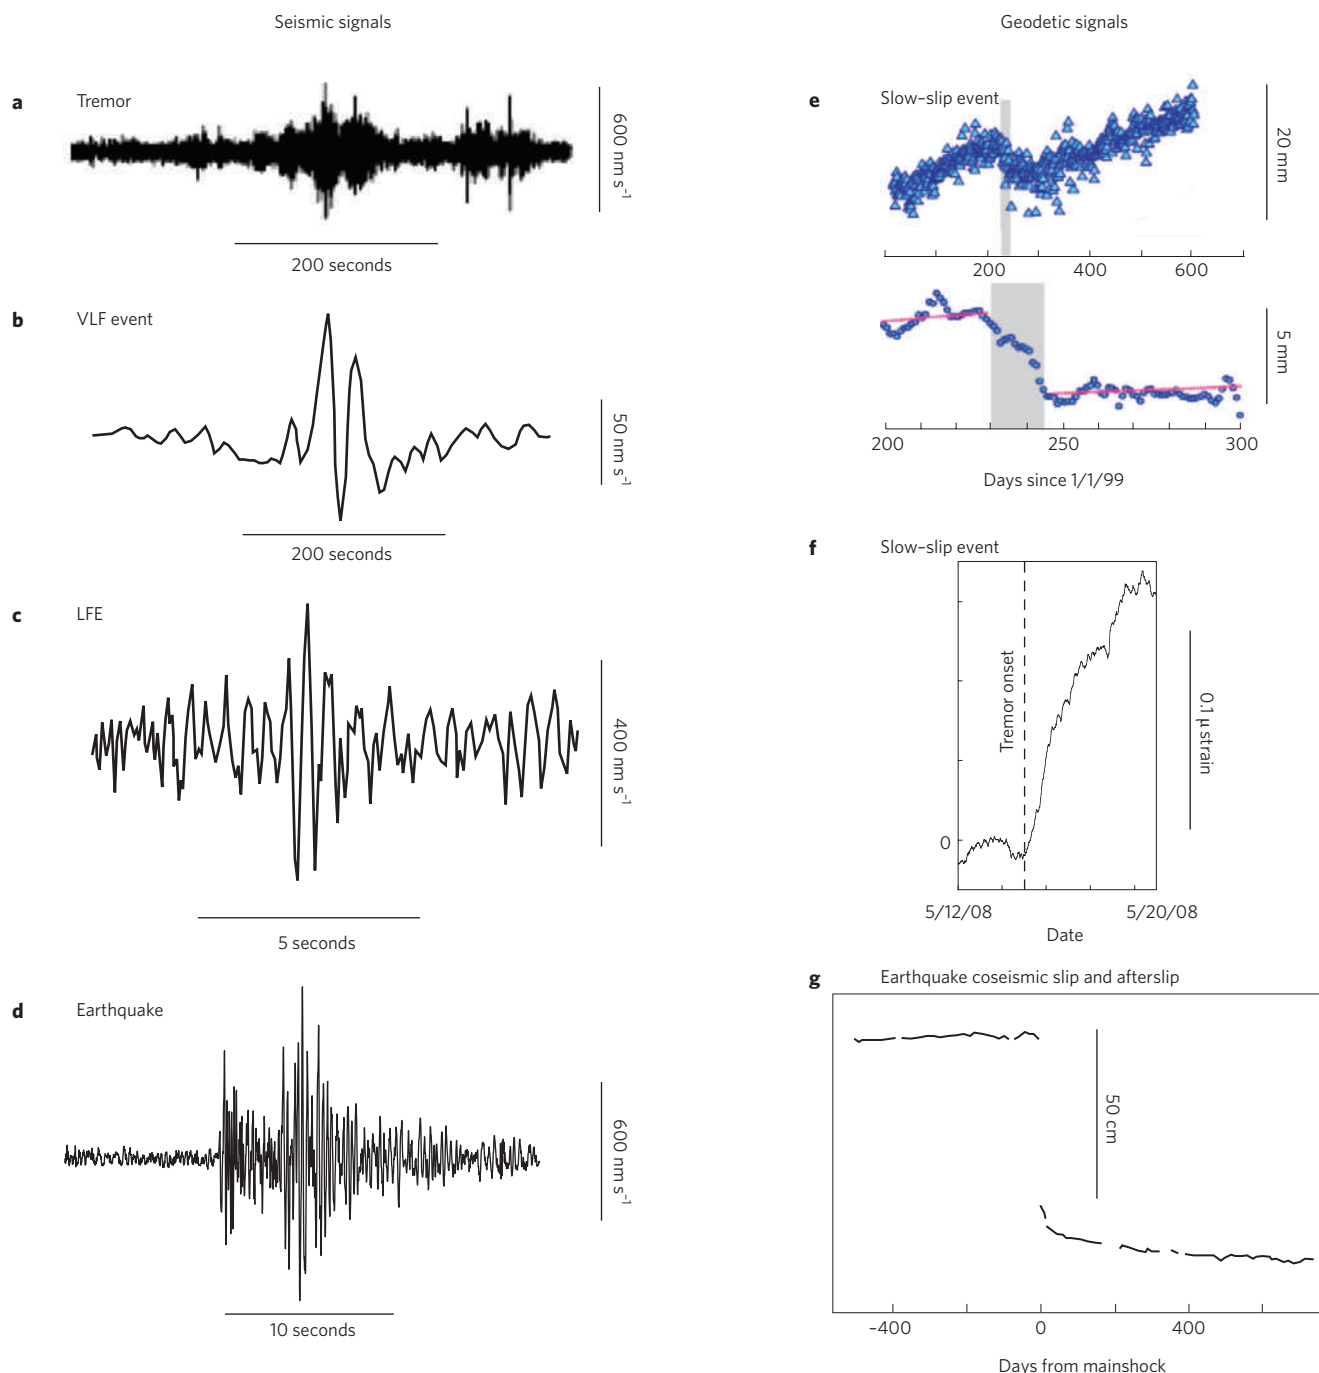 Seismic signals
a Tremor
600 nm s⁻¹
200 seconds
b VLF event
50 nm s⁻¹
200 seconds
c LFE
400 nm s⁻¹
5 seconds
d Earthquake
600 nm s⁻¹
10 seconds
Geodetic signals
e Slow–slip event
20 mm
200 400 600
5 mm
200 250 300
Days since 1/1/99
f Slow–slip event
Tremor onset
0.1 μ strain
0
5/12/08 5/20/08
Date
g Earthquake coseismic slip and afterslip
50 cm
–400 0 400
Days from mainshock